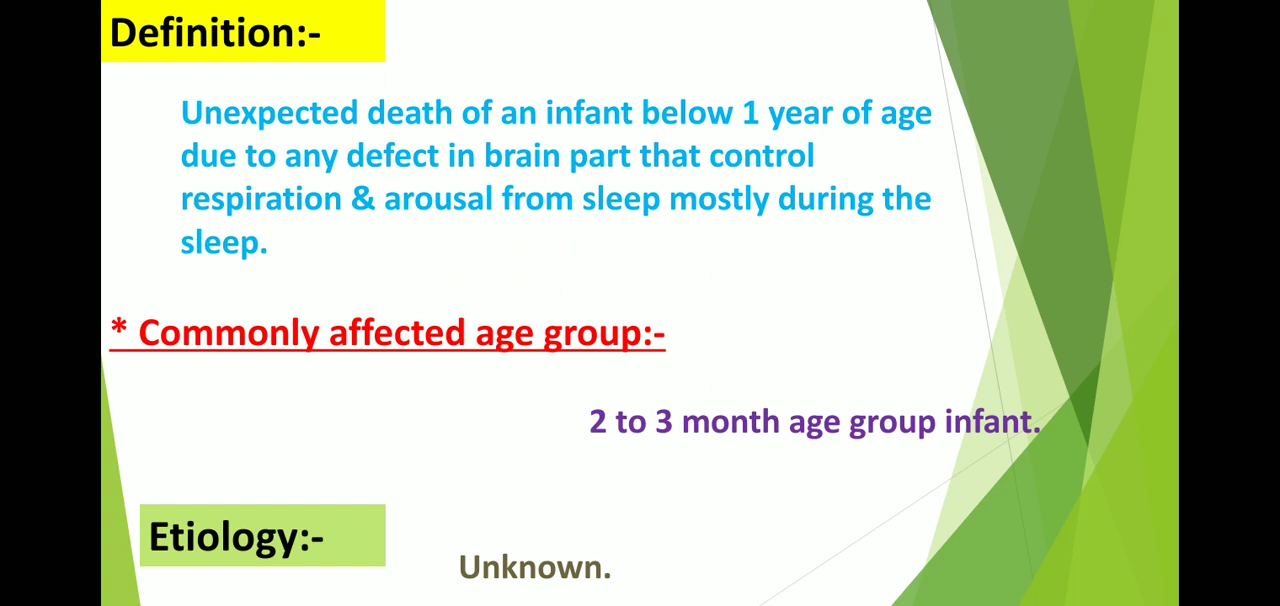 Definition:-
Unexpected death of an infant below 1 year of age
due to any defect in brain part that control
respiration & arousal from sleep mostly during the
sleep.
* Commonly affected age group:-
2 to 3 month age group infant.
Etiology:-
Unknown.